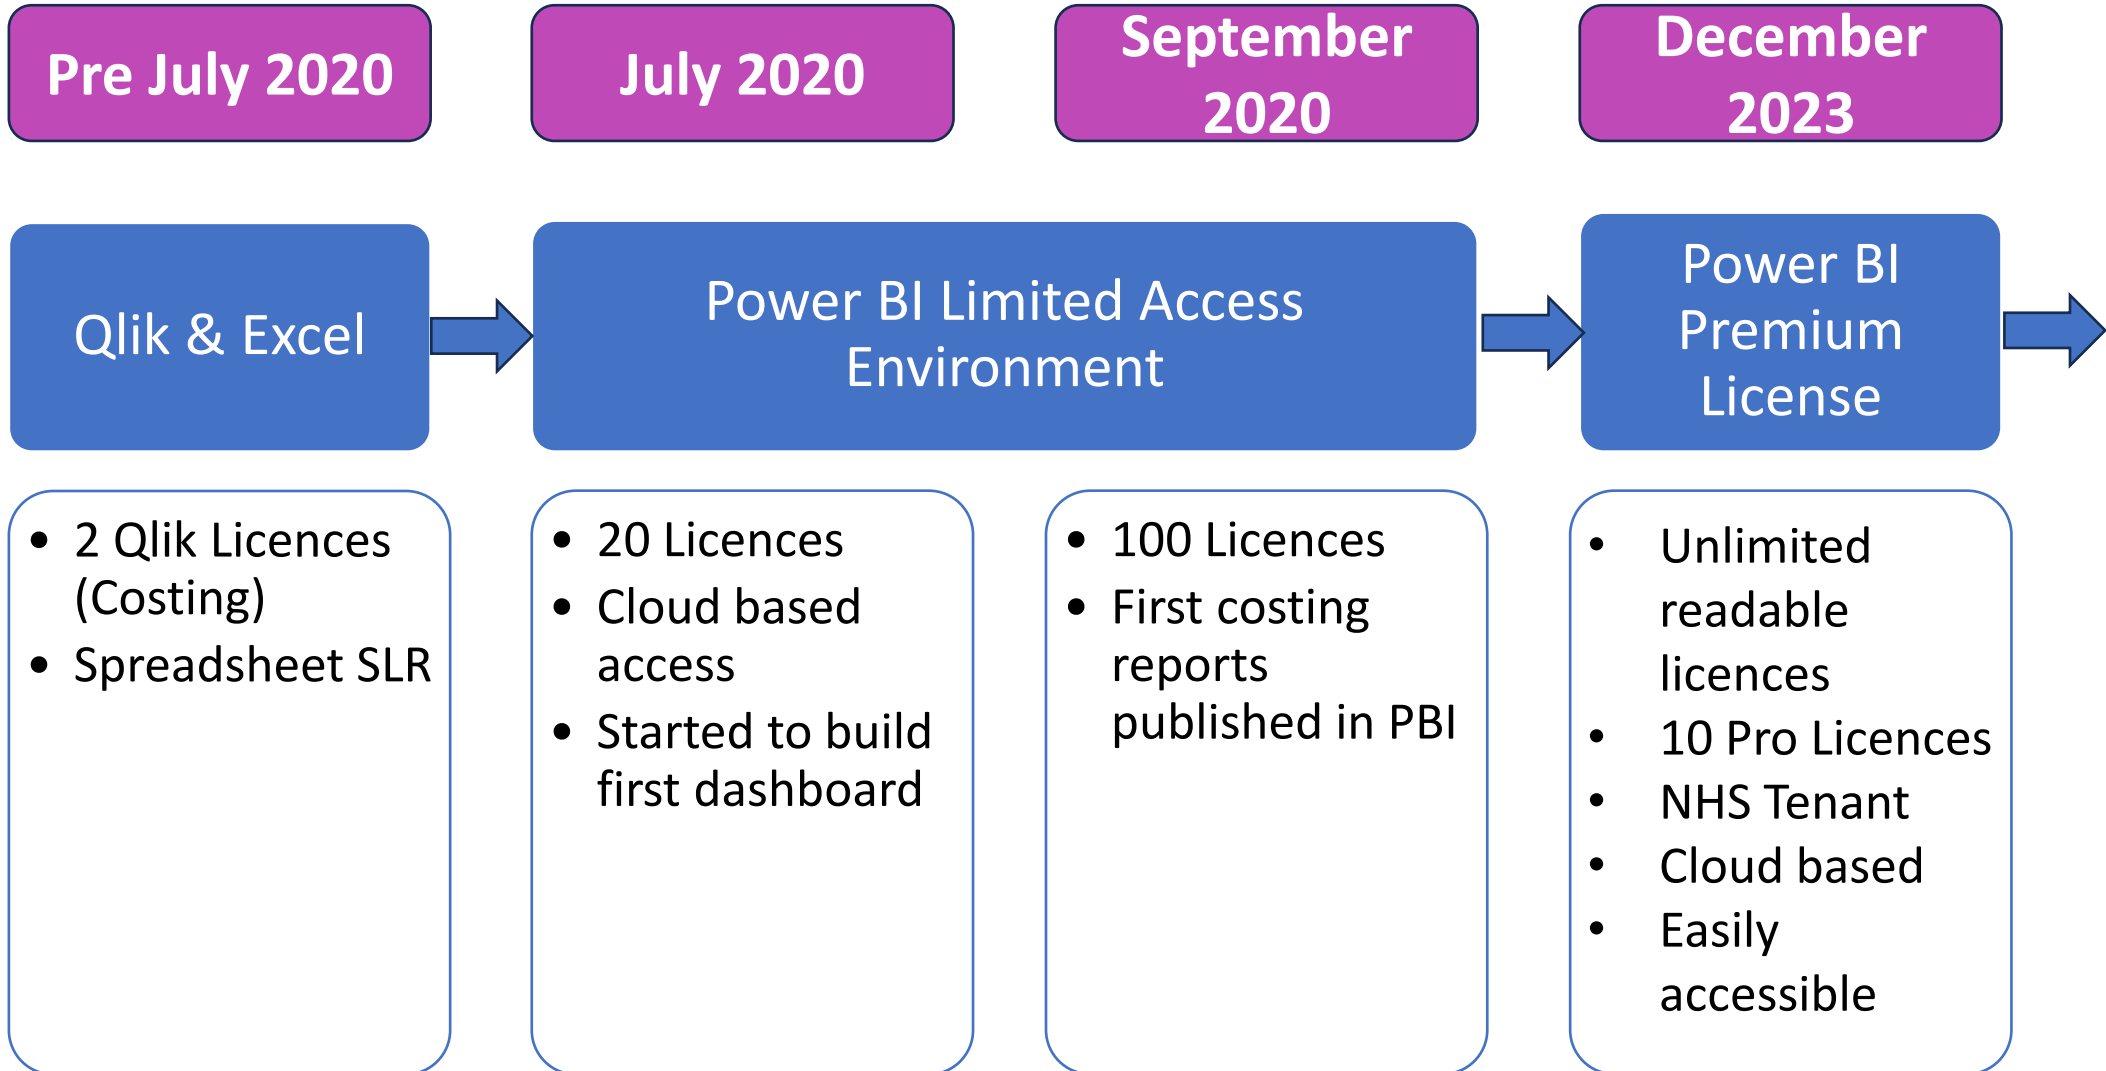 Pre July 2020
July 2020
September
2020
December
2023
Qlik & Excel
Power BI Limited Access
Environment
Power BI
Premium
License
• 2 Qlik Licences
(Costing)
• Spreadsheet SLR
• 20 Licences
• Cloud based
access
• Started to build
first dashboard
• 100 Licences
• First costing
reports
published in PBI
• Unlimited
readable
licences
• 10 Pro Licences
• NHS Tenant
• Cloud based
• Easily
accessible